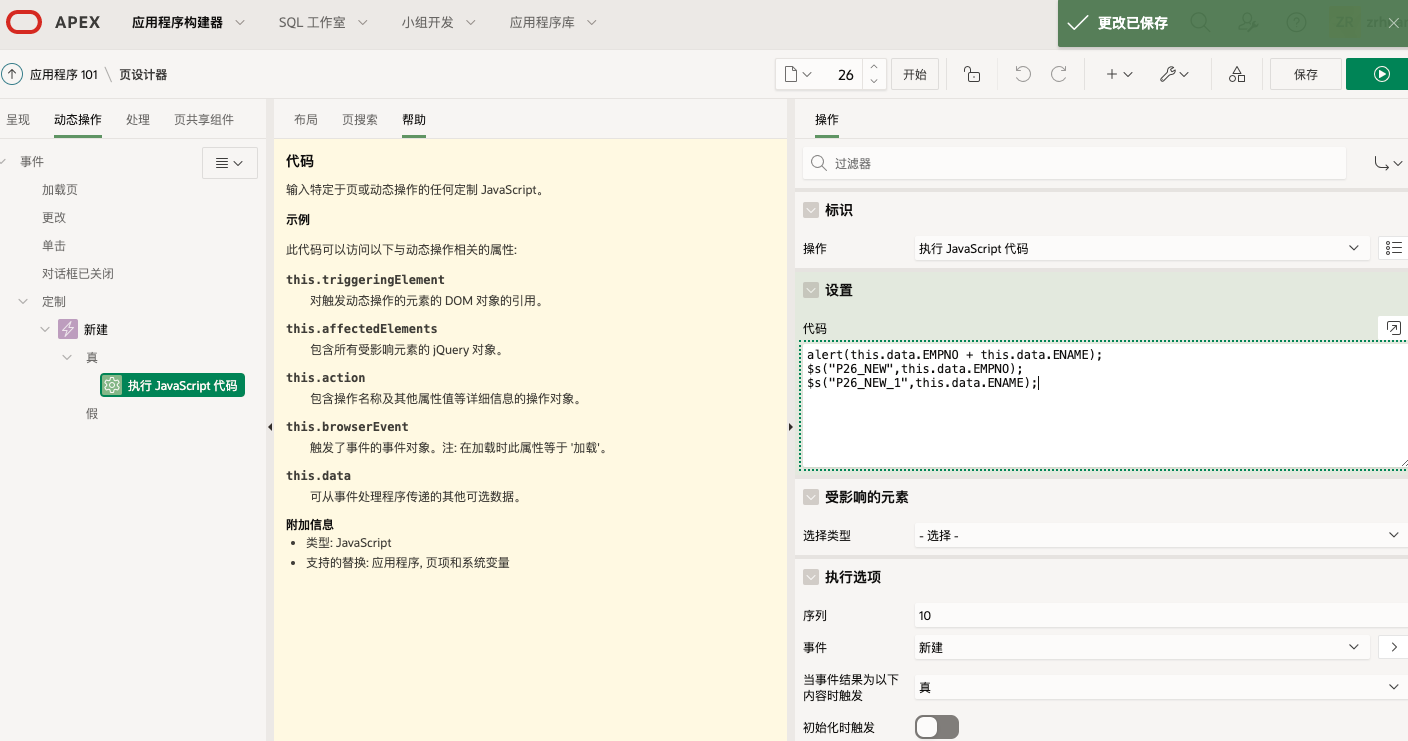 APEX 应用程序构建器 SQL 工作室 小组开发 应用程序库 更改已保存
应用程序 101 \ 页设计器 26 开始 保存
呈现 动态操作 处理 页共享组件
事件
加载页
更改
单击
对话框已关闭
定制
新建
真
执行 JavaScript 代码
假
布局 页搜索 帮助
代码
输入特定于页或动态操作的任何定制 JavaScript。
示例
此代码可以访问以下与动态操作相关的属性:
this.triggeringElement
对触发动态操作的元素的 DOM 对象的引用。
this.affectedElements
包含所有受影响元素的 jQuery 对象。
this.action
包含操作名称及其他属性值等详细信息的操作对象。
this.browserEvent
触发了事件的事件对象。注: 在加载时此属性等于 '加载'。
this.data
可从事件处理程序传递的其他可选数据。
附加信息
• 类型: JavaScript
• 支持的替换: 应用程序, 页项和系统变量
操作
过滤器
标识
操作 执行 JavaScript 代码
设置
代码
alert(this.data.EMPNO + this.data.ENAME);
$s("P26_NEW",this.data.EMPNO);
$s("P26_NEW_1",this.data.ENAME);
受影响的元素
选择类型 - 选择 -
执行选项
序列 10
事件 新建
当事件结果为以下
内容时触发 真
初始化时触发